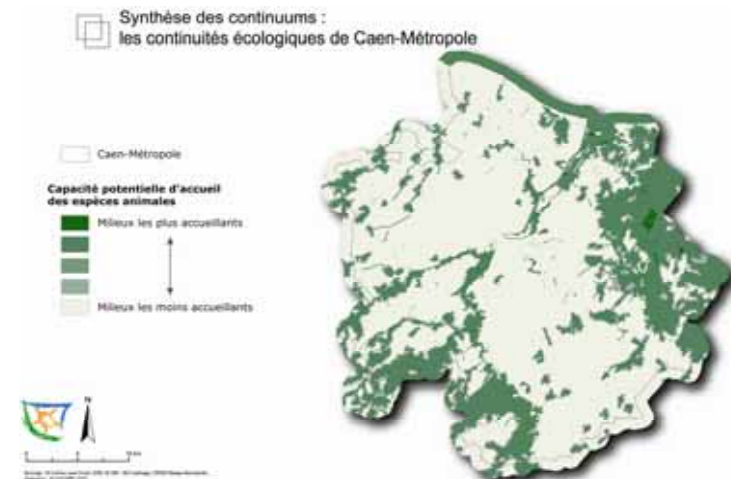 Synthèse des continuums :
les continuités écologiques de Caen-Métropole
Caen-Métropole
Capacité potentielle d'accueil
des espèces animales
Milieux les plus accueillants
Milieux les moins accueillants
N